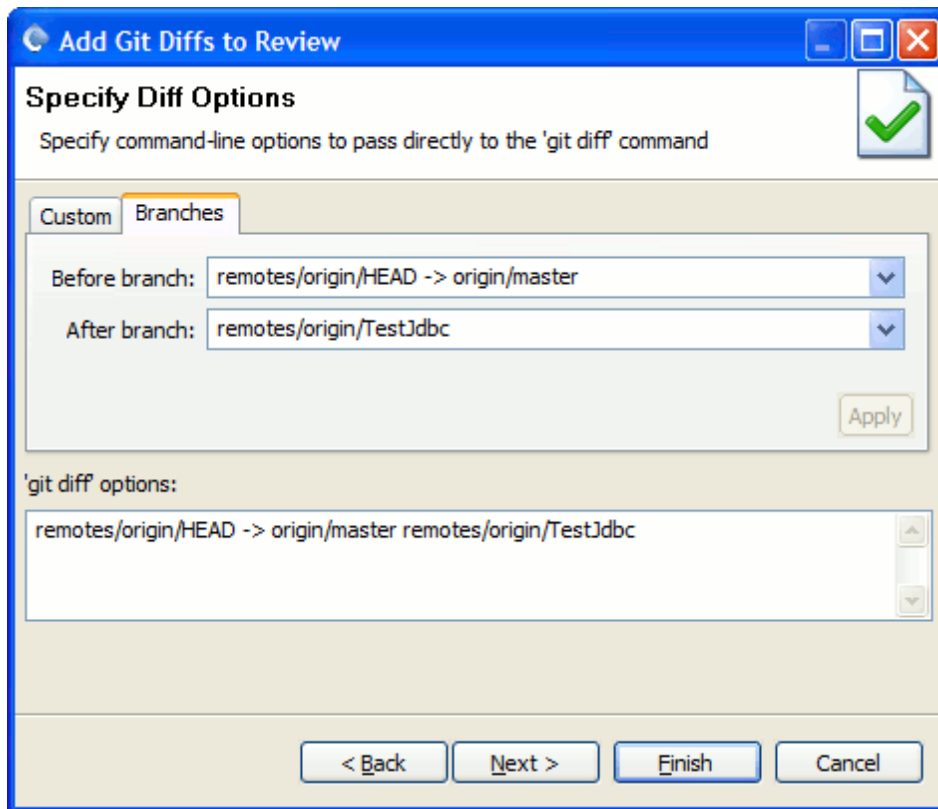 Add Git Diffs to Review
Specify Diff Options
Specify command-line options to pass directly to the 'git diff' command
Custom Branches
Before branch: remotes/origin/HEAD -> origin/master
After branch: remotes/origin/TestJdbc
Apply
'git diff' options:
remotes/origin/HEAD -> origin/master remotes/origin/TestJdbc
< Back Next > Finish Cancel